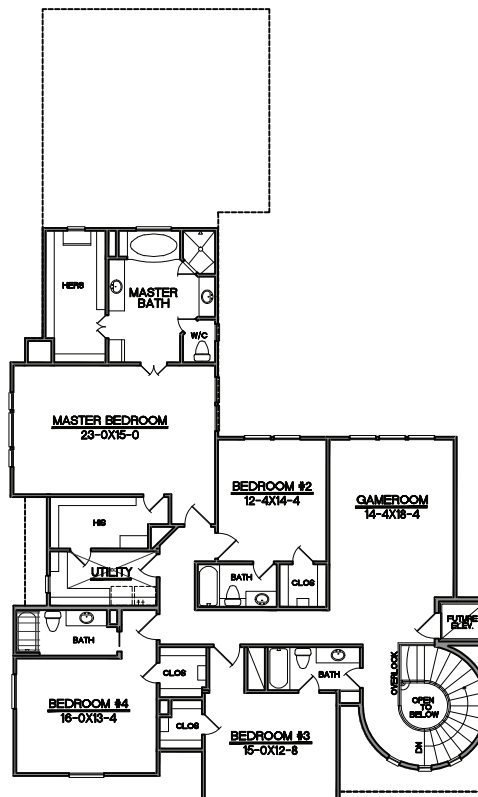 HERS
MASTER
BATH
W/C
MASTER BEDROOM
23-0X15-0
BEDROOM #2
12-4X14-4
GAMEROOM
14-4X18-4
HIS
UTILITY
BATH
CLOS
FUTURE
ELEV.
BATH
CLOS
BATH
OVERLOOK
OPEN
TO
BELOW
BEDROOM #4
16-0X13-4
CLOS
BEDROOM #3
15-0X12-8
DN